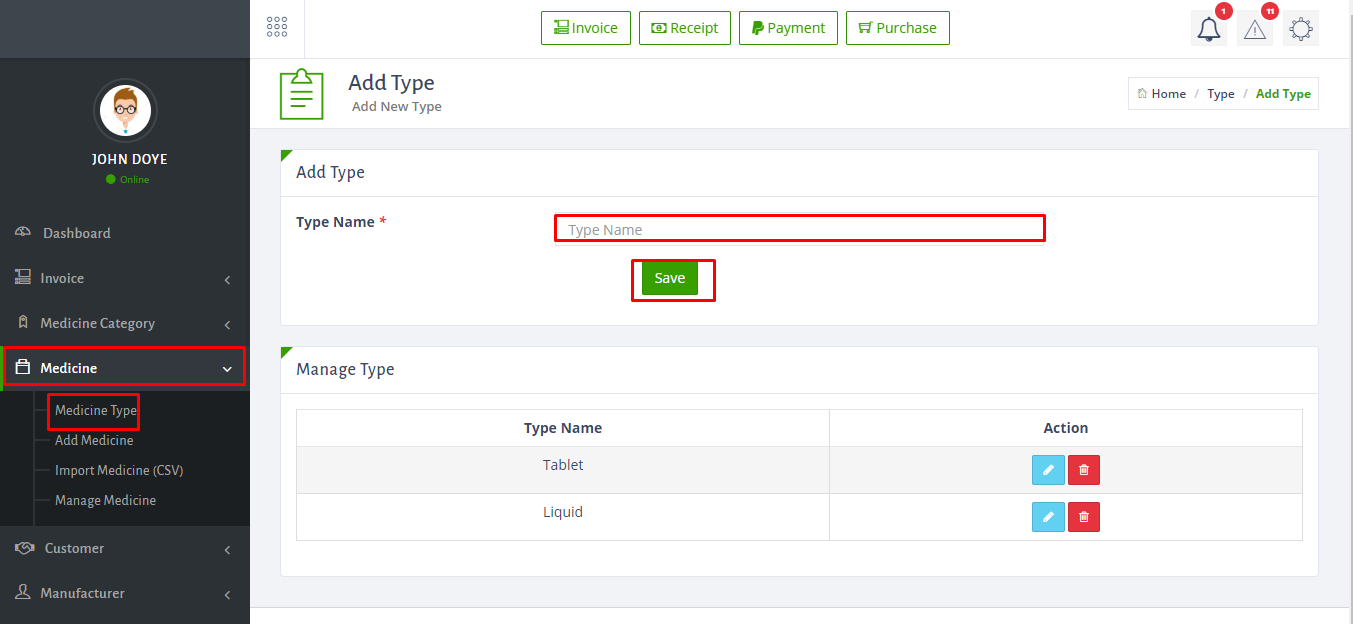 Invoice
Receipt
Payment
Purchase
1
11
JOHN DOYE
Online
Dashboard
Invoice
Medicine Category
Medicine
Medicine Type
Add Medicine
Import Medicine (CSV)
Manage Medicine
Customer
Manufacturer
Add Type
Add New Type
Home / Type / Add Type
Add Type
Type Name *
Type Name
Save
Manage Type
Type Name Action
Tablet
Liquid